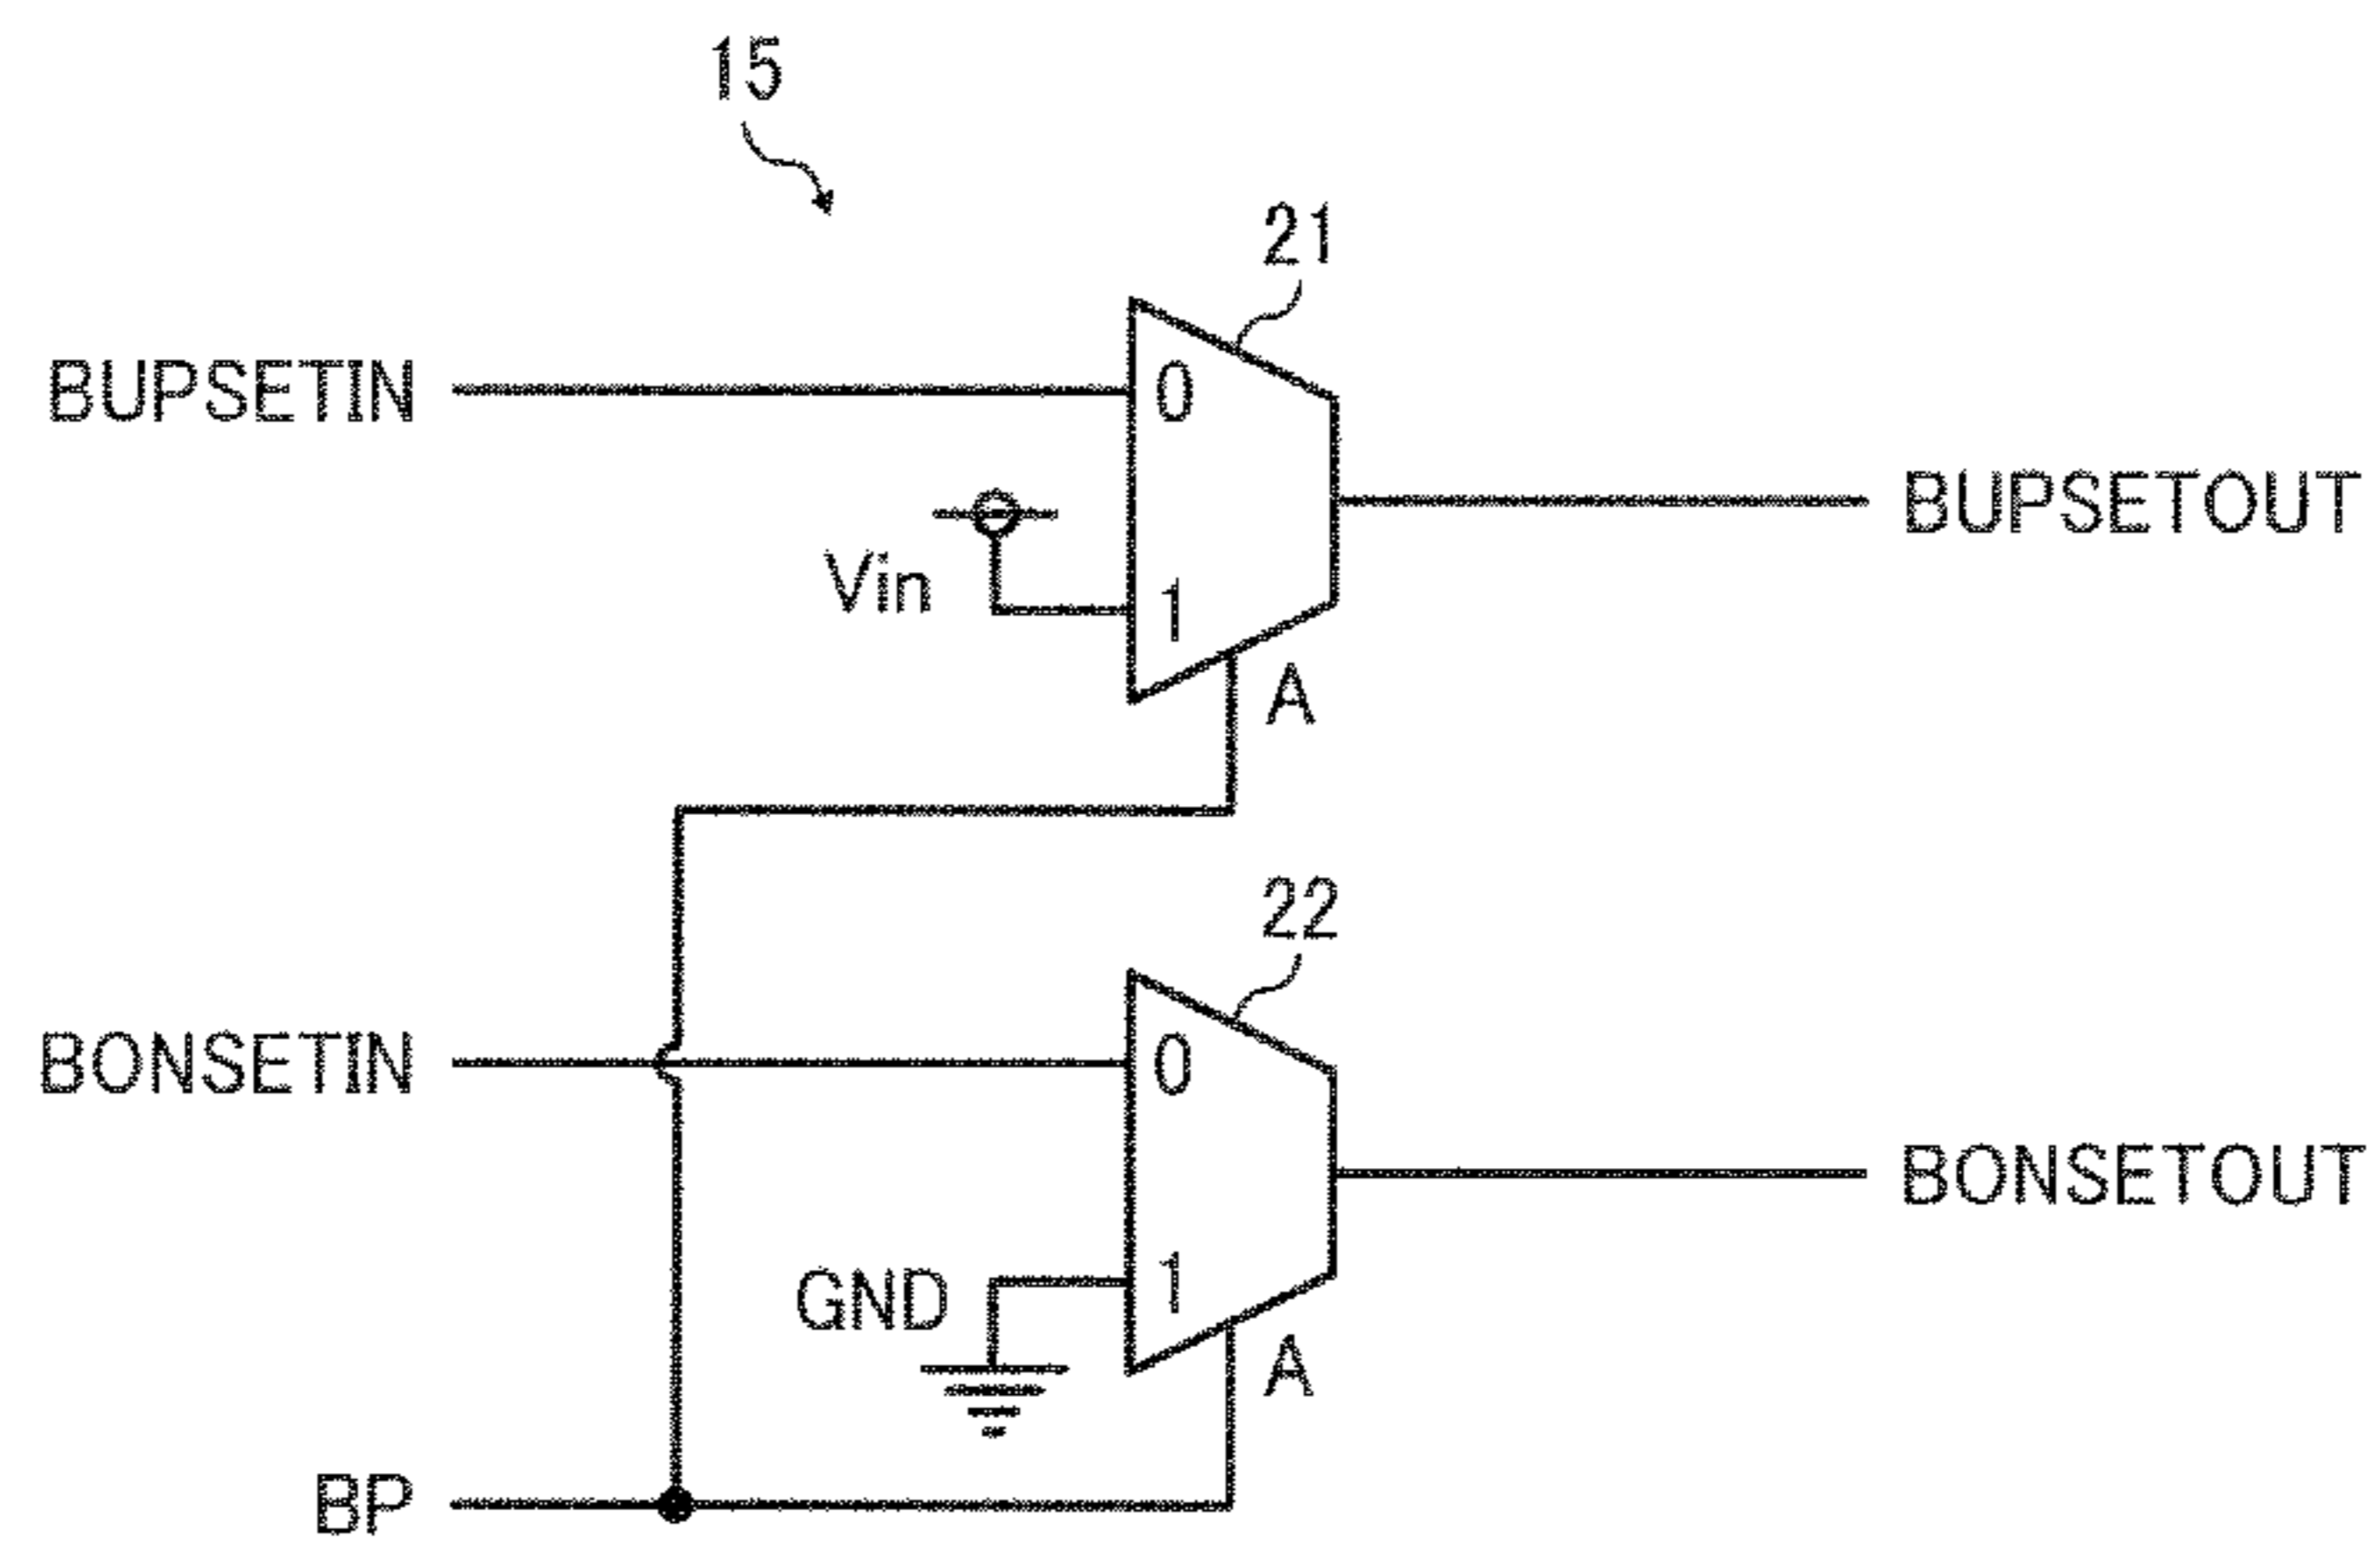 15
21
BUPSETIN
0
BUPSETOUT
Vin
1
A
22
BONSETIN
0
BONSETOUT
GND
1
A
BP